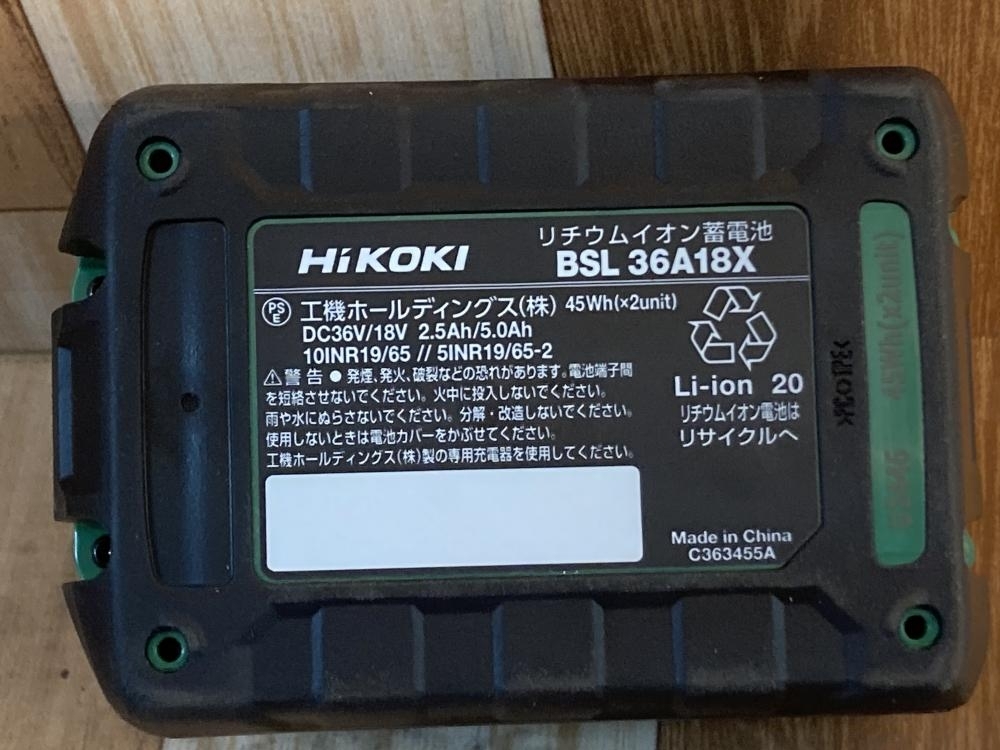 HiKOKI
リチウムイオン蓄電池
BSL 36A18X
PS
E
工機ホールディングス(株) 45Wh(×2unit)
DC36V/18V 2.5Ah/5.0Ah
10INR19/65 // 5INR19/65-2
⚠警告 ●発煙、発火、破裂などの恐れがあります。電池端子間
を短絡させないでください。火中に投入しないでください。
雨や水にぬらさないでください。分解・改造しないでください。
使用しないときは電池カバーをかぶせてください。
工機ホールディングス(株)製の専用充電器を使用してください。
Li-ion 20
リチウムイオン電池は
リサイクルへ
Made in China
C363455A
45Wh(x2unit)